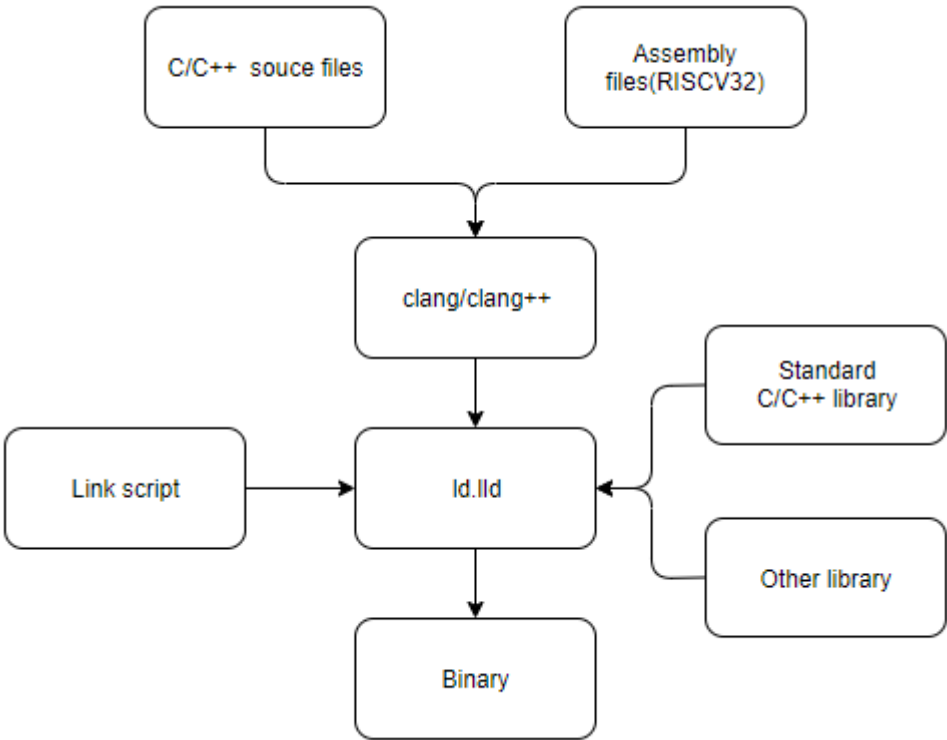 C/C++ souce files
Assembly
files(RISCV32)
clang/clang++
Standard
C/C++ library
Link script
ld.lld
Other library
Binary